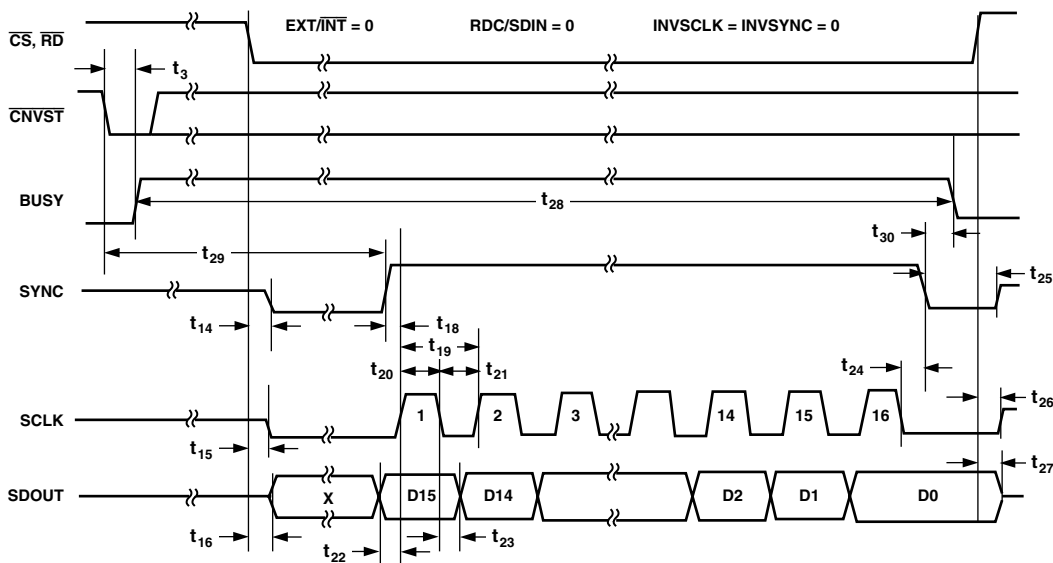 EXT/INT = 0 RDC/SDIN = 0 INVSCLK = INVSYNC = 0
CS, RD
t3
CNVST
BUSY
t28
t30
t29
t25
SYNC
t14
t18
t19
t20
t21
t24
t26
SCLK
1 2 3 14 15 16
t15
t27
SDOUT
X D15 D14 D2 D1 D0
t16
t22
t23